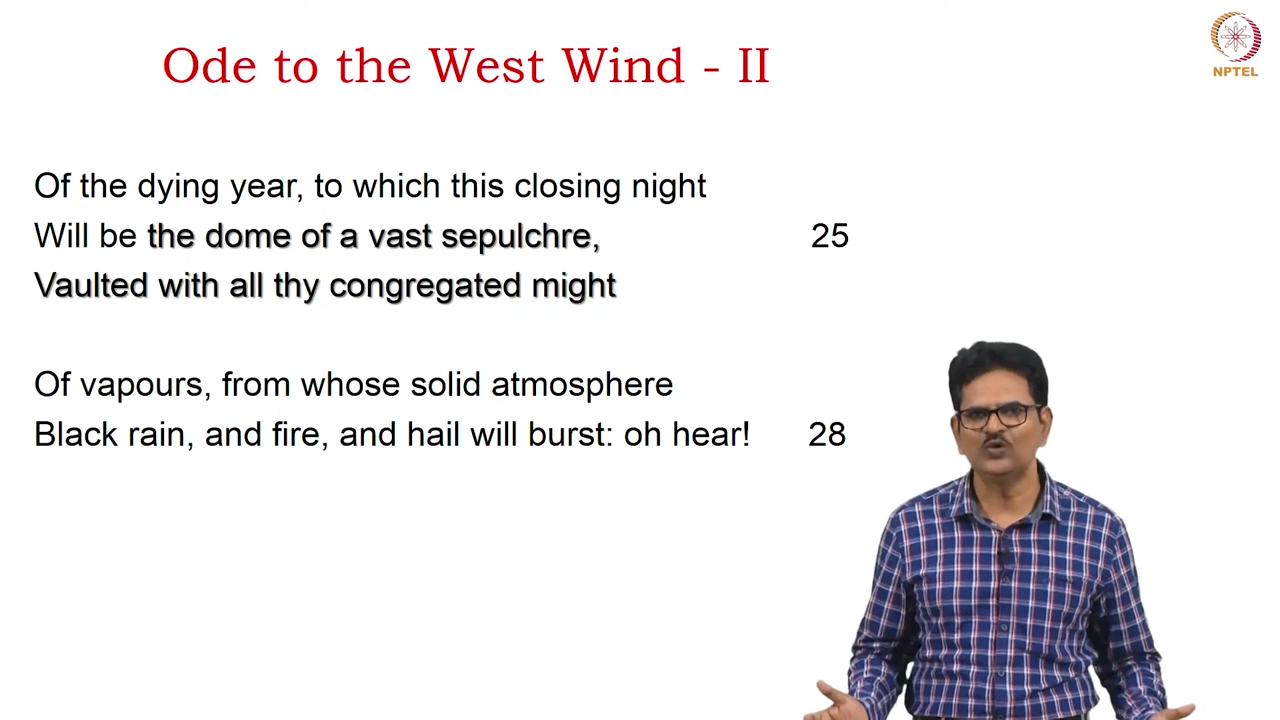 Ode to the West Wind - II
NPTEL
Of the dying year, to which this closing night
Will be the dome of a vast sepulchre, 25
Vaulted with all thy congregated might
Of vapours, from whose solid atmosphere
Black rain, and fire, and hail will burst: oh hear! 28